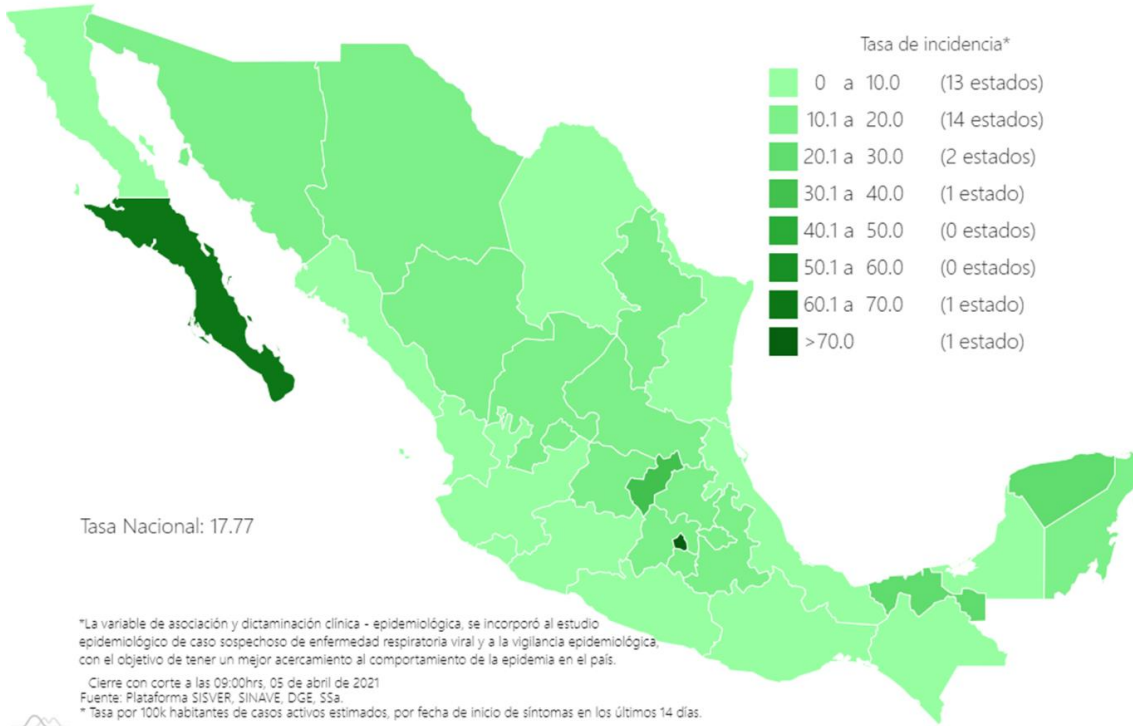 Tasa de incidencia*
0 a 10.0 (13 estados)
10.1 a 20.0 (14 estados)
20.1 a 30.0 (2 estados)
30.1 a 40.0 (1 estado)
40.1 a 50.0 (0 estados)
50.1 a 60.0 (0 estados)
60.1 a 70.0 (1 estado)
>70.0 (1 estado)
Tasa Nacional: 17.77
*La variable de asociación y dictaminación clínica - epidemiológica, se incorporó al estudio
epidemiológico de caso sospechoso de enfermedad respiratoria viral y a la vigilancia epidemiológica,
con el objetivo de tener un mejor acercamiento al comportamiento de la epidemia en el país.
Cierre con corte a las 09:00hrs, 05 de abril de 2021
Fuente: Plataforma SISVER, SINAVE, DGE, SSa.
* Tasa por 100k habitantes de casos activos estimados, por fecha de inicio de síntomas en los últimos 14 días.